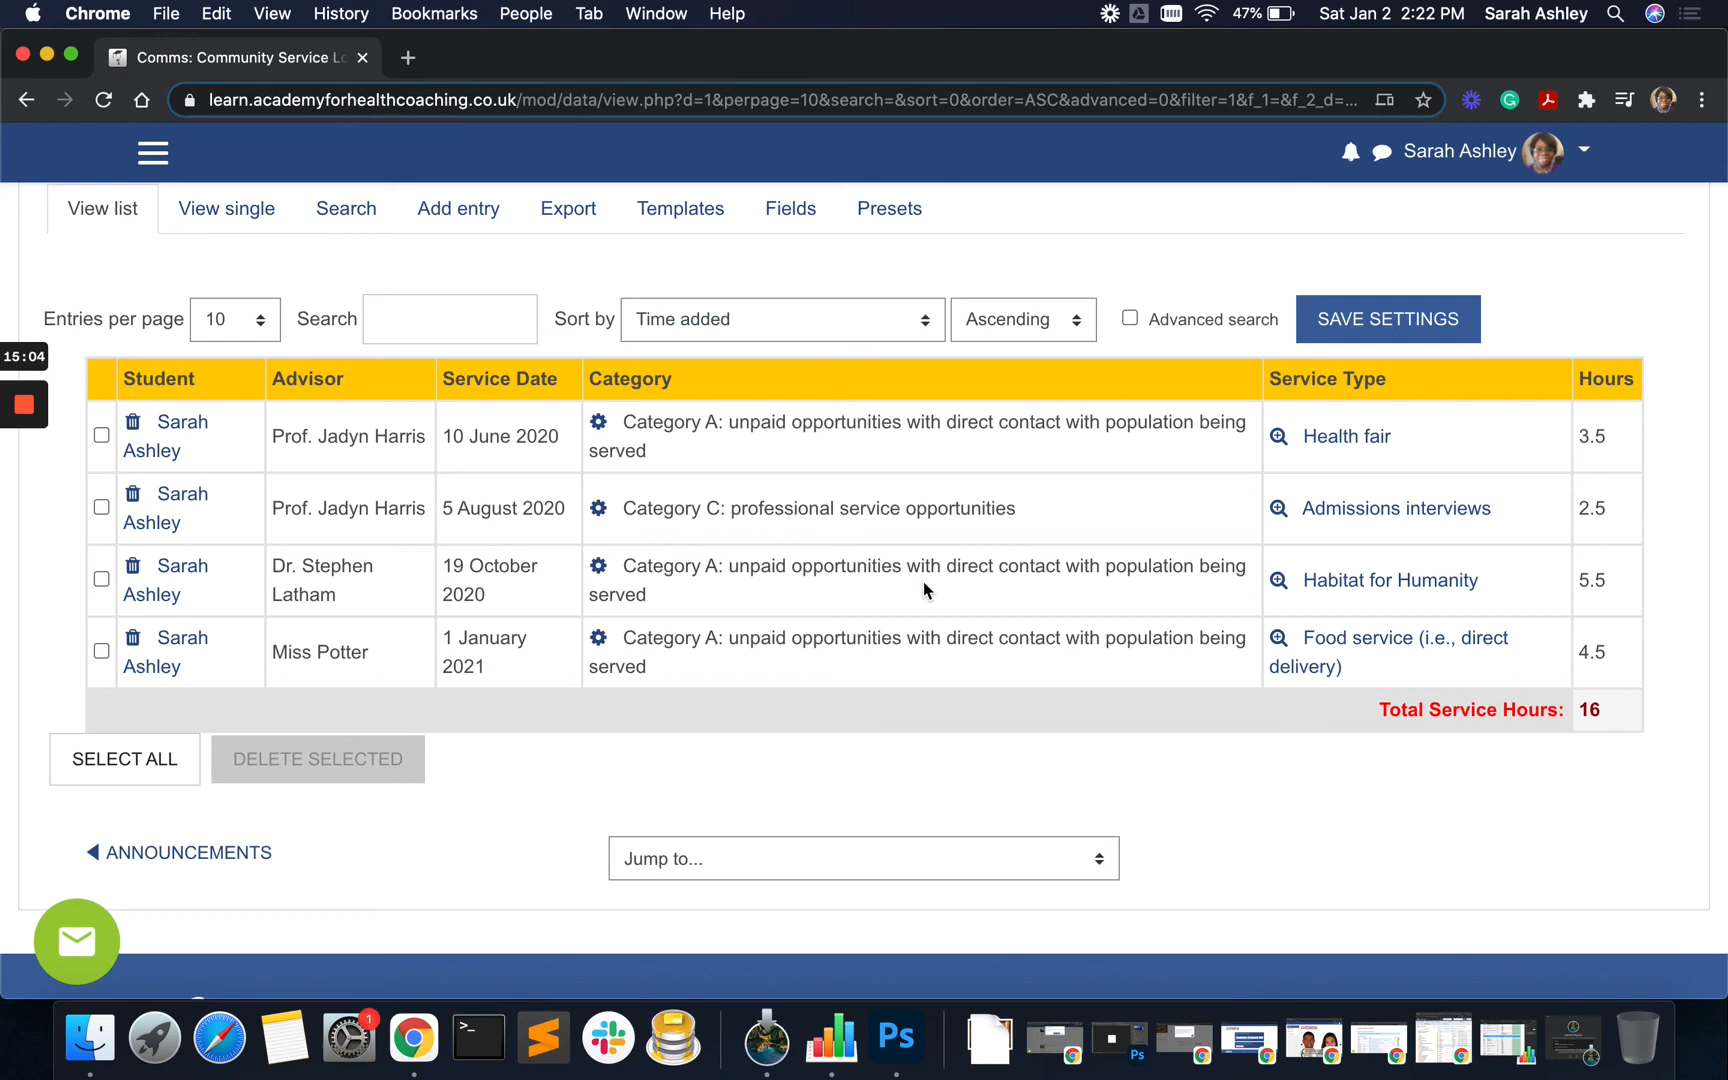 Chrome File Edit View History Bookmarks People Tab Window Help 47% Sat Jan 2 2:22 PM Sarah Ashley
Comms: Community Service Lo
learn.academyforhealthcoaching.co.uk/mod/data/view.php?d=1&perpage=10&search=&sort=0&order=ASC&advanced=0&filter=1&f_1=&f_2_d=...
Sarah Ashley
View list View single Search Add entry Export Templates Fields Presets
Entries per page 10 Search Sort by Time added Ascending Advanced search SAVE SETTINGS
15:04
Student Advisor Service Date Category Service Type Hours
Sarah Ashley Prof. Jadyn Harris 10 June 2020 Category A: unpaid opportunities with direct contact with population being served Health fair 3.5
Sarah Ashley Prof. Jadyn Harris 5 August 2020 Category C: professional service opportunities Admissions interviews 2.5
Sarah Ashley Dr. Stephen Latham 19 October 2020 Category A: unpaid opportunities with direct contact with population being served Habitat for Humanity 5.5
Sarah Ashley Miss Potter 1 January 2021 Category A: unpaid opportunities with direct contact with population being served Food service (i.e., direct delivery) 4.5
Total Service Hours: 16
SELECT ALL DELETE SELECTED
ANNOUNCEMENTS Jump to...
1
>_
Ps
Ps